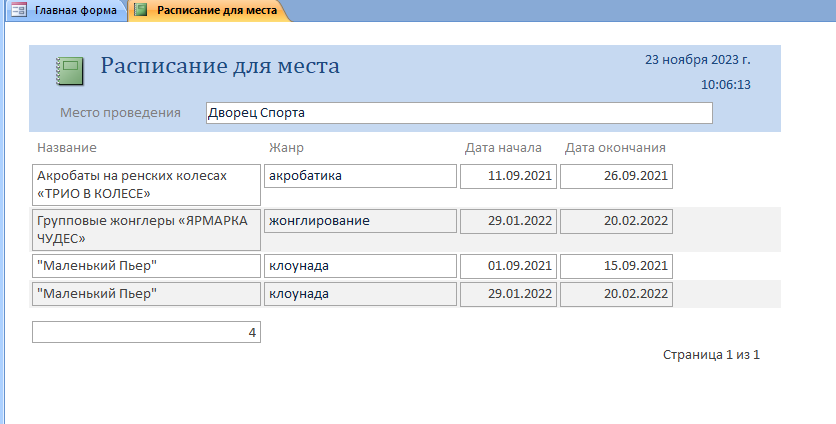 Главная форма Расписание для места
Расписание для места 23 ноября 2023 г.
10:06:13
Место проведения Дворец Спорта
Название Жанр Дата начала Дата окончания
Акробаты на ренских колесах акробатика 11.09.2021 26.09.2021
«ТРИО В КОЛЕСЕ»
Групповые жонглеры «ЯРМАРКА жонглирование 29.01.2022 20.02.2022
ЧУДЕС»
"Маленький Пьер" клоунада 01.09.2021 15.09.2021
"Маленький Пьер" клоунада 29.01.2022 20.02.2022
4
Страница 1 из 1